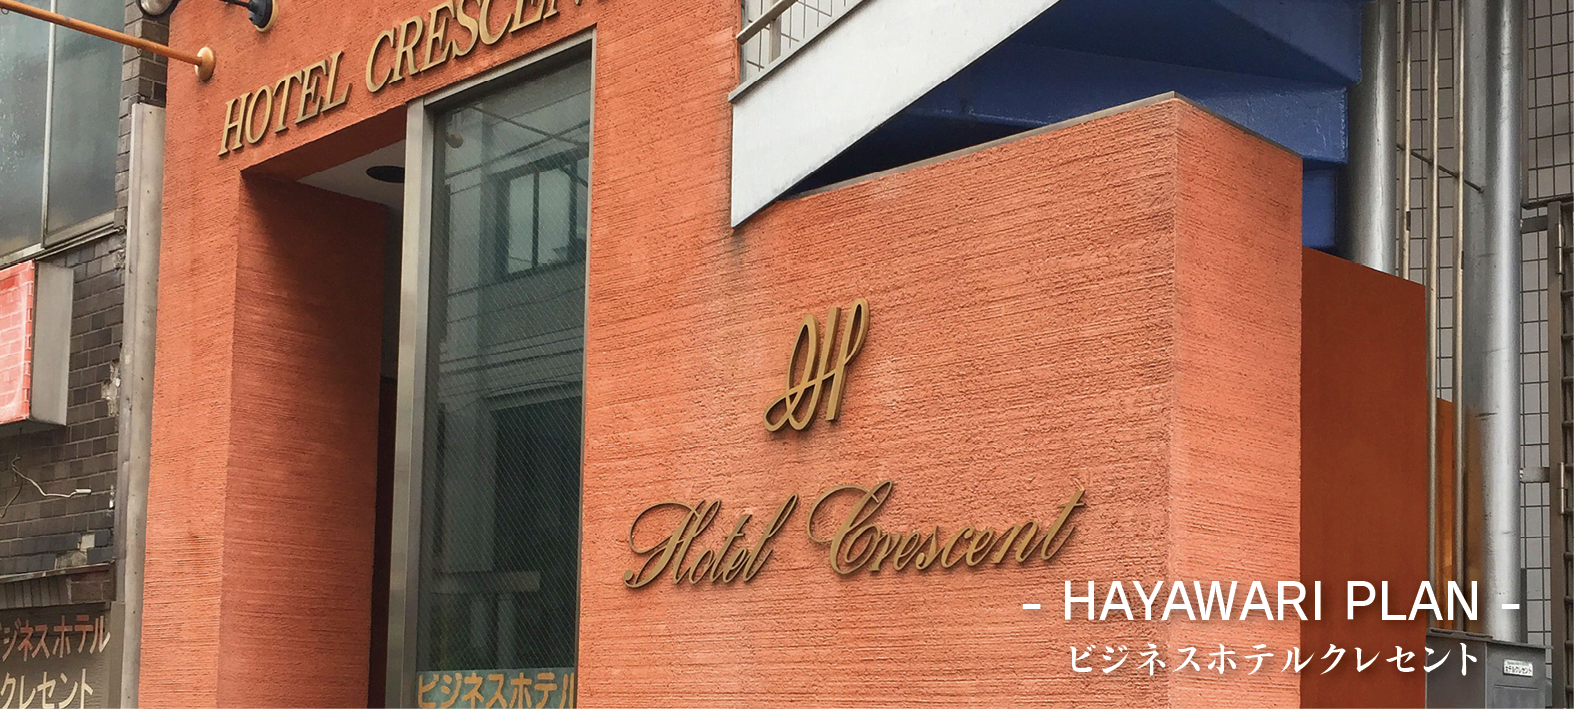 HOTEL CRESCEN
H
Hotel Crescent
- HAYAWARI PLAN -
ビジネスホテルクレセント
ジネスホテル
クレセント
ビジネスホテル